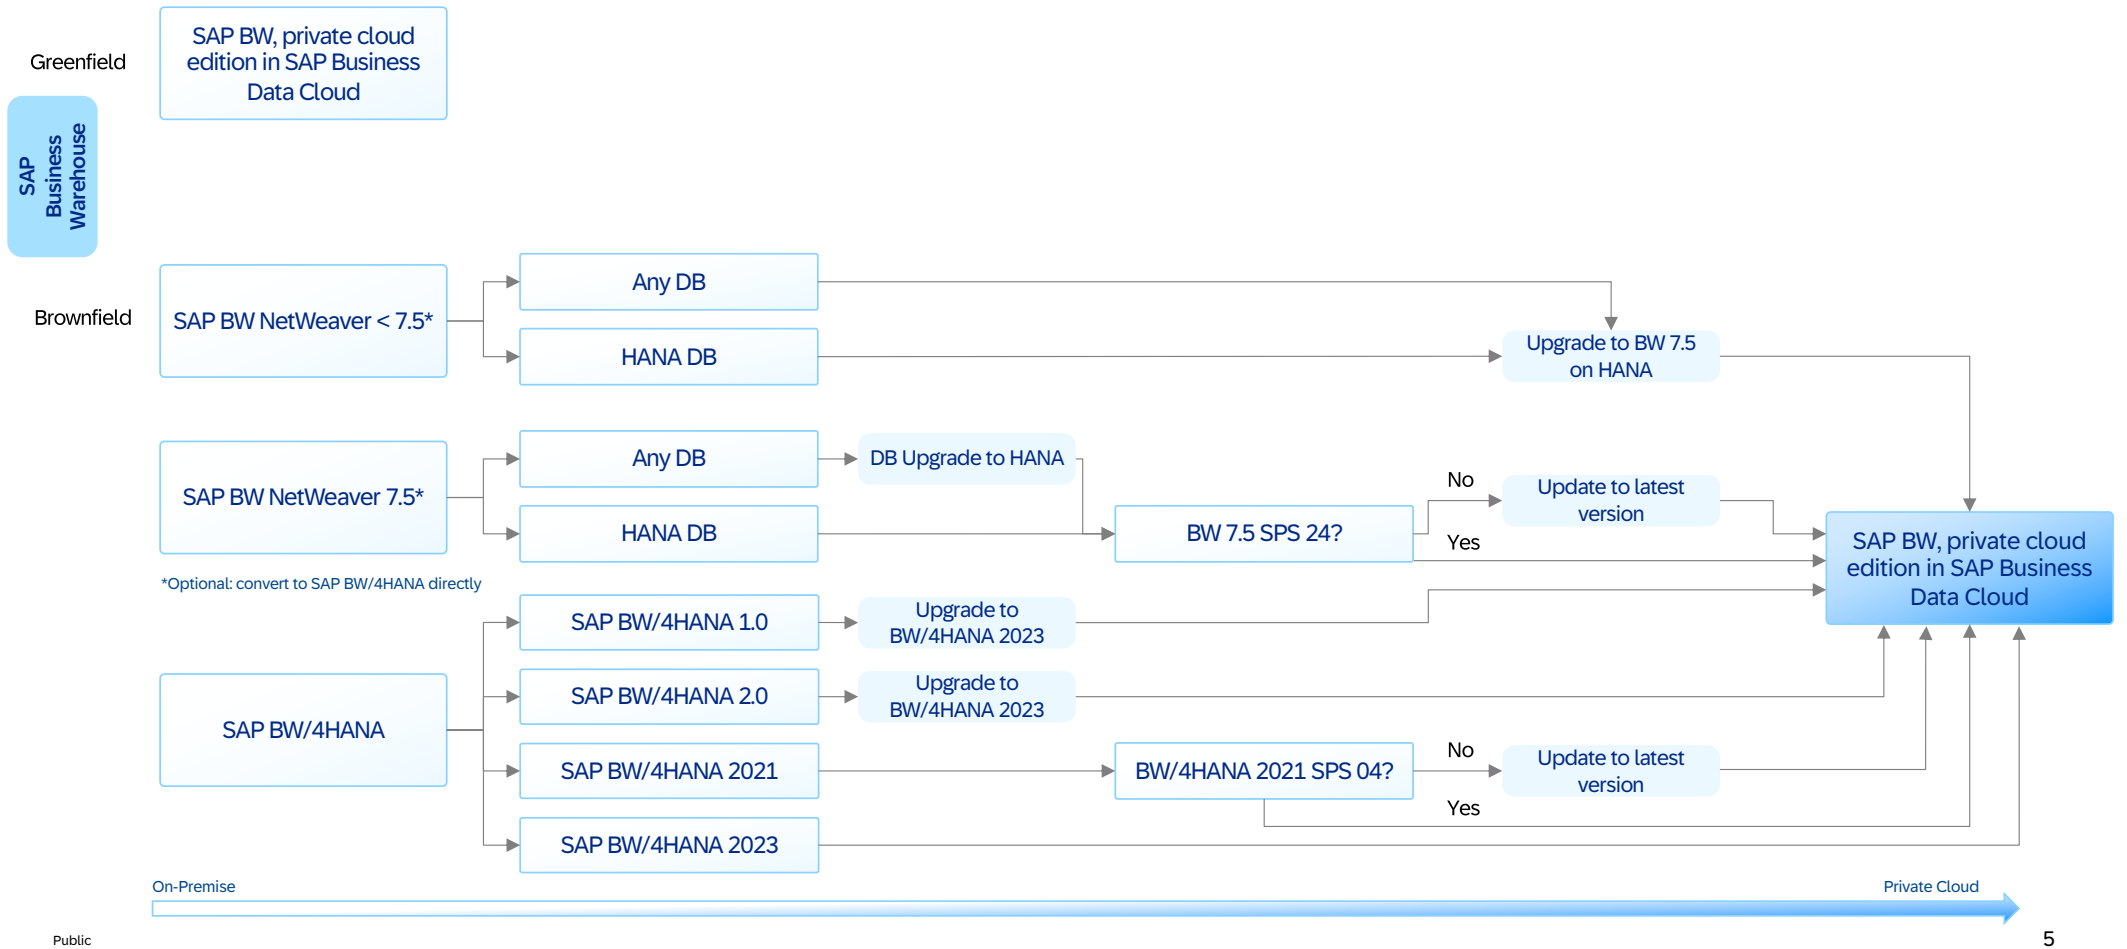 Greenfield
SAP BW, private cloud
edition in SAP Business
Data Cloud
SAP
Business
Warehouse
Brownfield
SAP BW NetWeaver < 7.5*
Any DB
HANA DB
Upgrade to BW 7.5
on HANA
SAP BW NetWeaver 7.5*
Any DB
DB Upgrade to HANA
HANA DB
BW 7.5 SPS 24?
No
Yes
Update to latest
version
SAP BW, private cloud
edition in SAP Business
Data Cloud
*Optional: convert to SAP BW/4HANA directly
SAP BW/4HANA
SAP BW/4HANA 1.0
Upgrade to
BW/4HANA 2023
SAP BW/4HANA 2.0
Upgrade to
BW/4HANA 2023
SAP BW/4HANA 2021
BW/4HANA 2021 SPS 04?
No
Yes
Update to latest
version
SAP BW/4HANA 2023
On-Premise
Private Cloud
Public
5